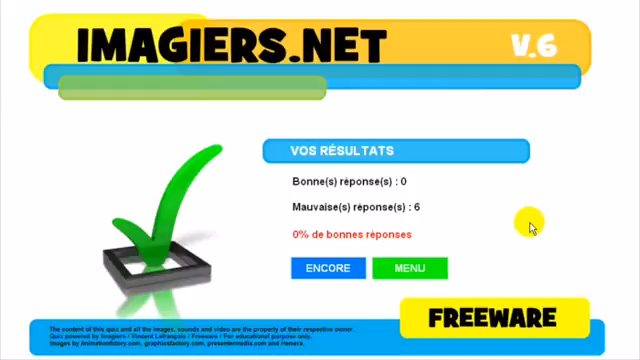 IMAGIERS.NET
V.6
VOS RÉSULTATS
Bonne(s) réponse(s) : 0
Mauvaise(s) réponse(s) : 6
0% de bonnes réponses
ENCORE
MENU
FREEWARE
The content of this quiz and all the images, sounds and video are the property of their respective owner.
Quiz powered by Imagiers / Vincent Lefrançois / Freeware / For educational purpose only.
Images by Animationfactory.com, graphicsfactory.com, presentermedia.com and Hemera.